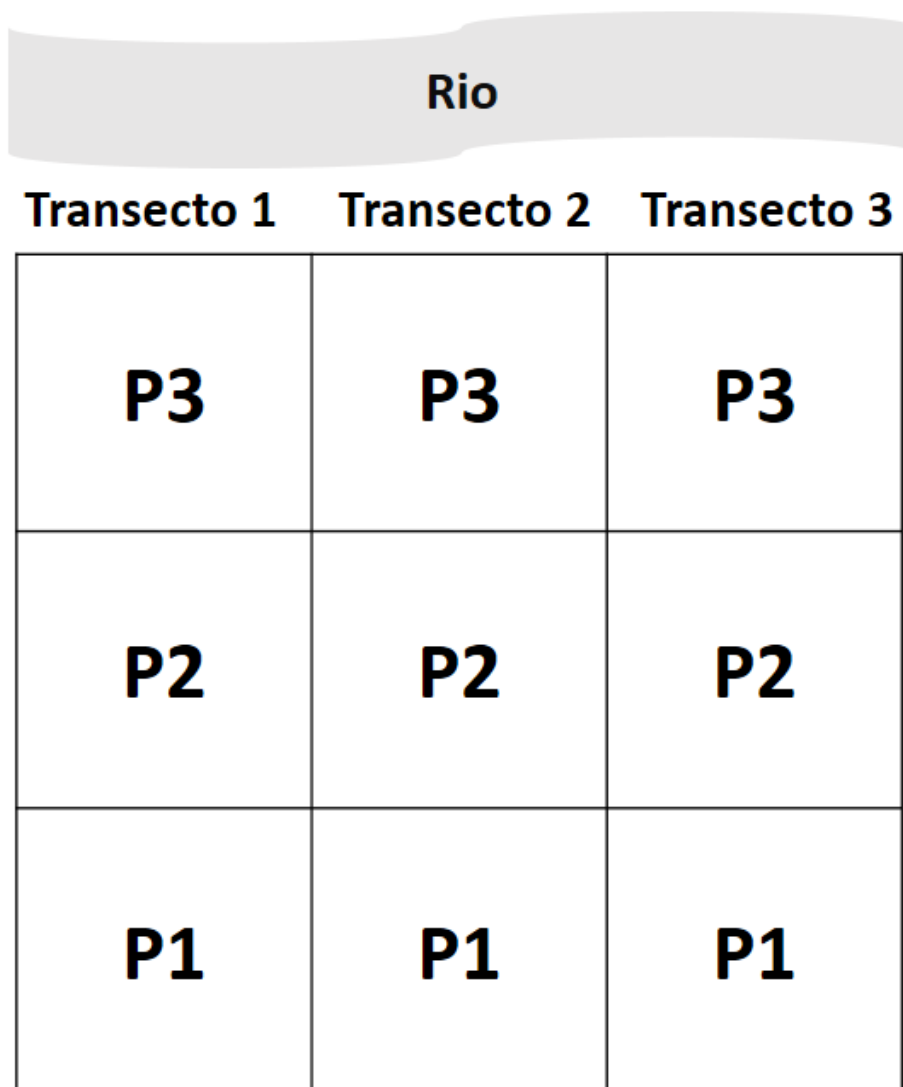 Rio
Transecto 1 Transecto 2 Transecto 3
P3 P3 P3
P2 P2 P2
P1 P1 P1